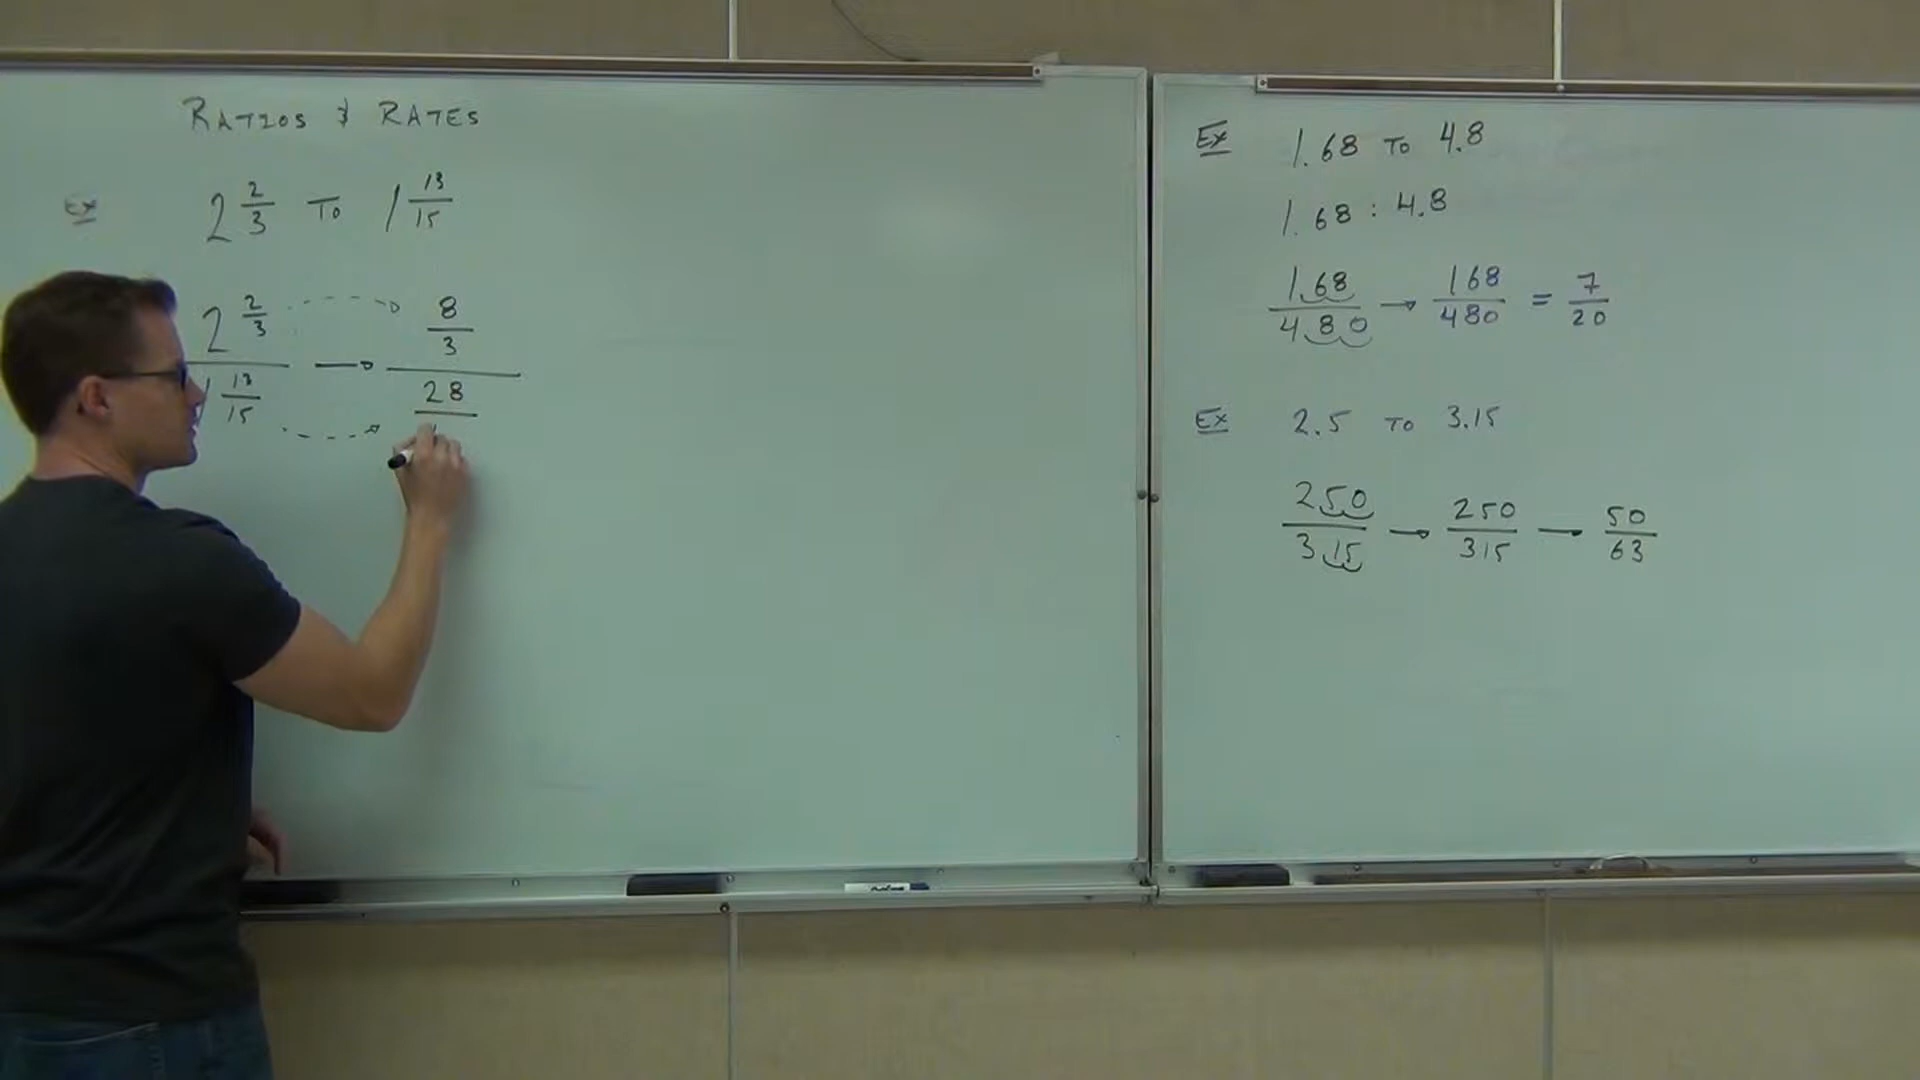 RATIOS & RATES
Ex 2 2/3 TO 1 13/15
2 2/3 / 1 13/15 → 8/3 / 28/1
Ex 1.68 TO 4.8
1.68 : 4.8
1.68/4.80 → 168/480 = 7/20
Ex 2.5 TO 3.15
250/315 → 250/315 — 50/63